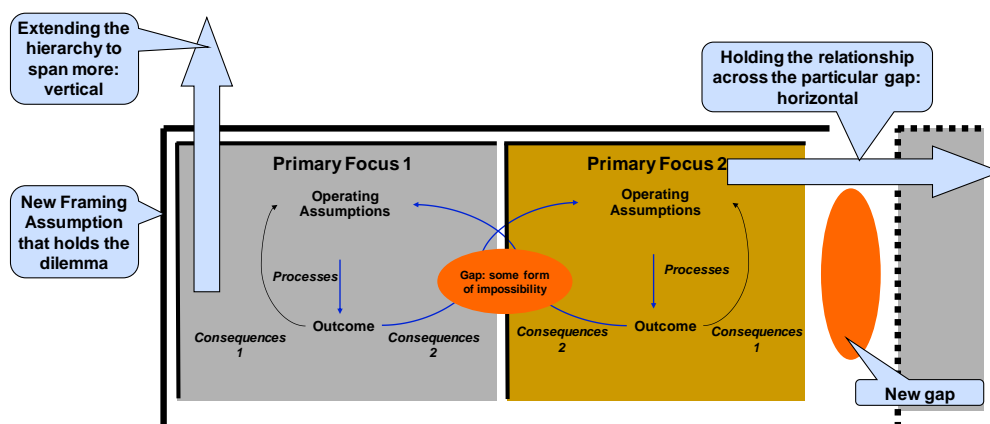 Extending the
hierarchy to
span more:
vertical
Holding the relationship
across the particular gap:
horizontal
New Framing
Assumption
that holds the
dilemma
Primary Focus 1
Operating
Assumptions
Processes
Outcome
Consequences
1
Consequences
2
Gap: some form
of impossibility
Primary Focus 2
Operating
Assumptions
Processes
Outcome
Consequences
2
Consequences
1
New gap